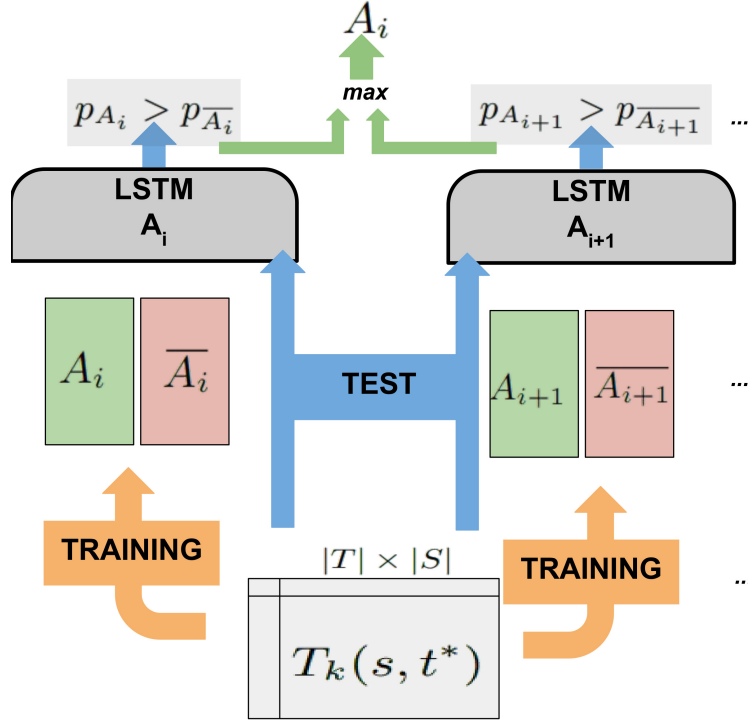 A_i
max
p_{A_i} > p_{\overline{A_i}}
p_{A_{i+1}} > p_{\overline{A_{i+1}}}
...
LSTM
A_i
LSTM
A_{i+1}
A_i
\overline{A_i}
TEST
A_{i+1}
\overline{A_{i+1}}
...
TRAINING
|T| × |S|
TRAINING
..
T_k(s, t^*)